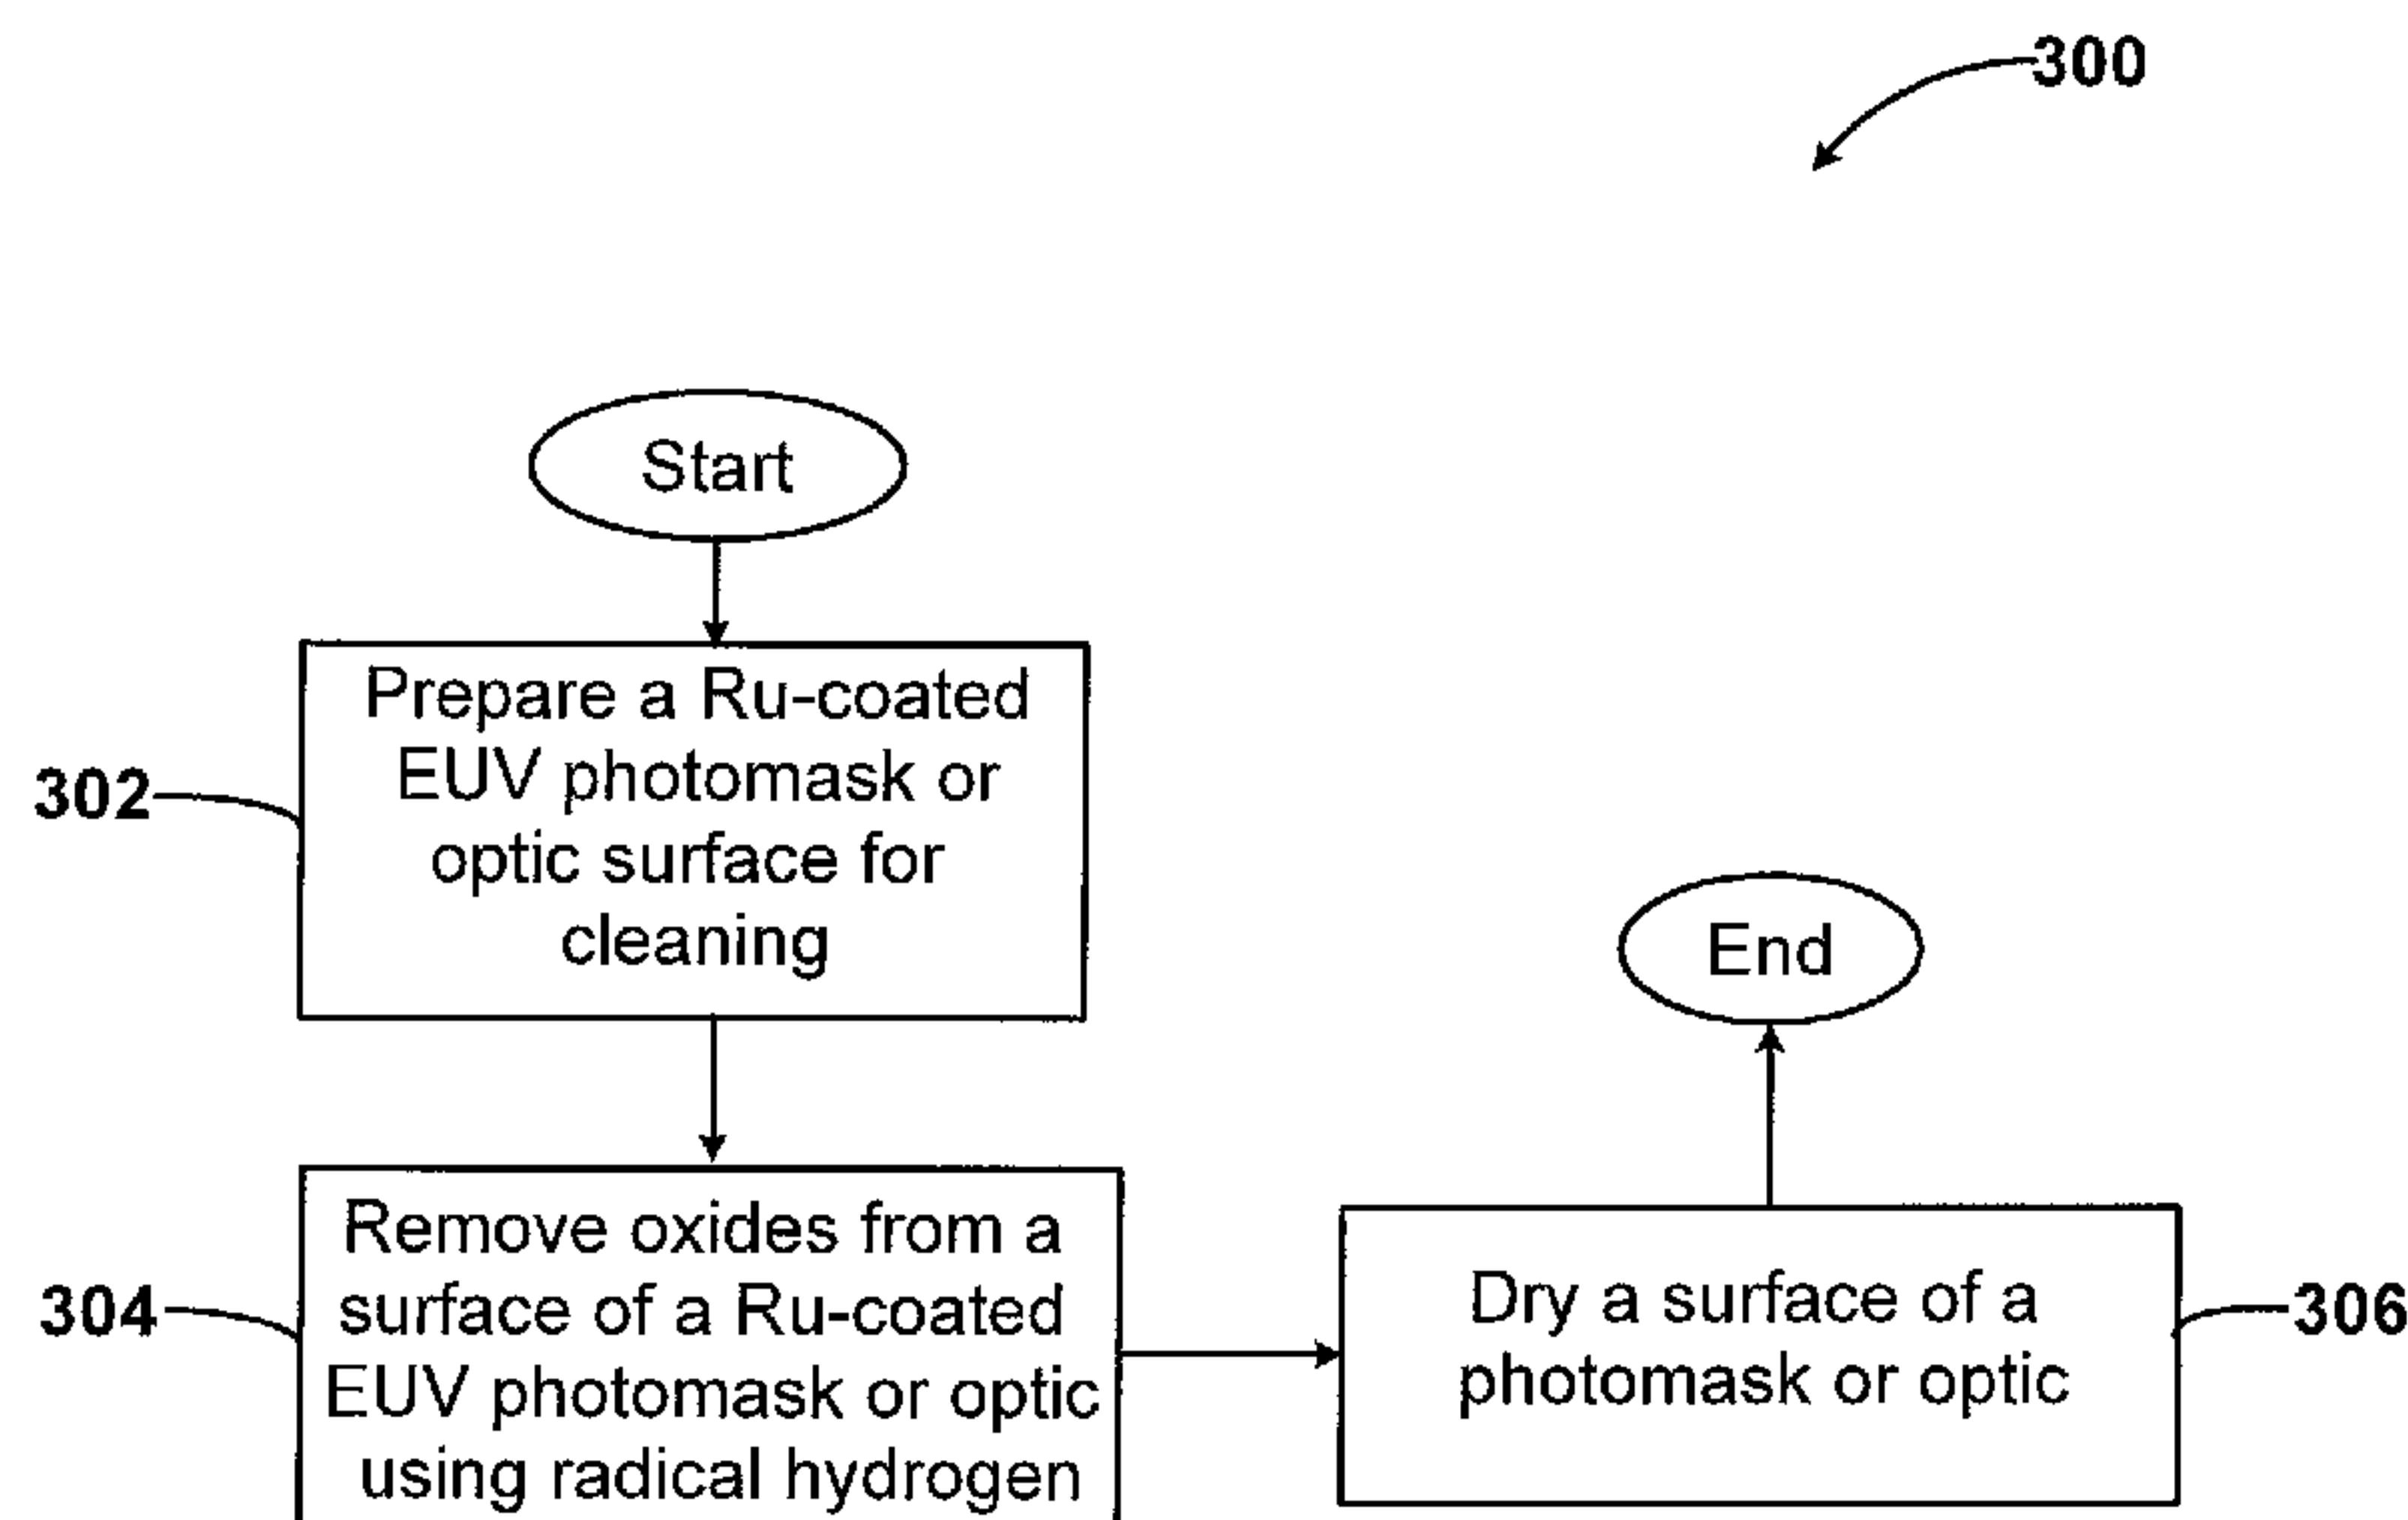 300
Start
302
Prepare a Ru-coated
EUV photomask or
optic surface for
cleaning
304
Remove oxides from a
surface of a Ru-coated
EUV photomask or optic
using radical hydrogen
Dry a surface of a
photomask or optic
306
End